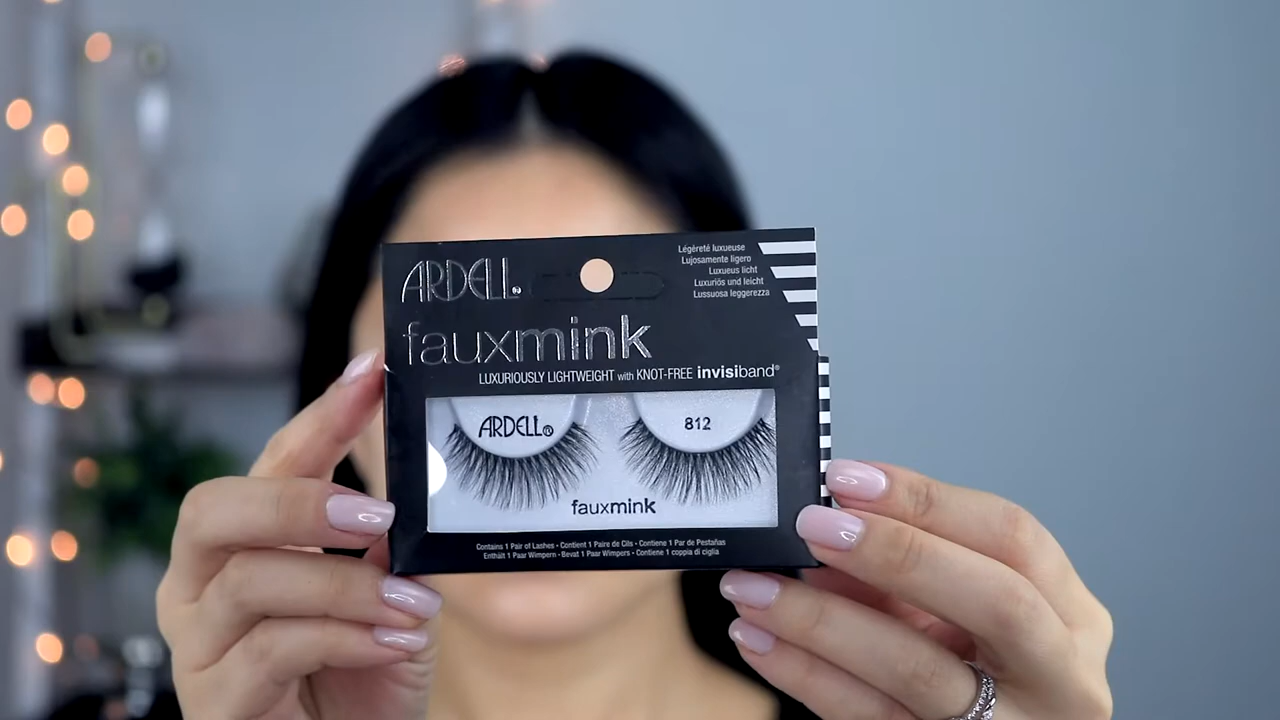 ARDELL®
Légèreté luxueuse
Lujosamente ligero
Luxueus licht
Luxuriös und leicht
Lussuosa leggerezza
fauxmink
LUXURIOUSLY LIGHTWEIGHT with KNOT-FREE invisiband®
ARDELL®
812
fauxmink
Contains 1 Pair of Lashes • Contient 1 Paire de Cils • Contiene 1 Par de Pestañas
Enthält 1 Paar Wimpern • Bevat 1 Paar Wimpers • Contiene 1 coppia di ciglia